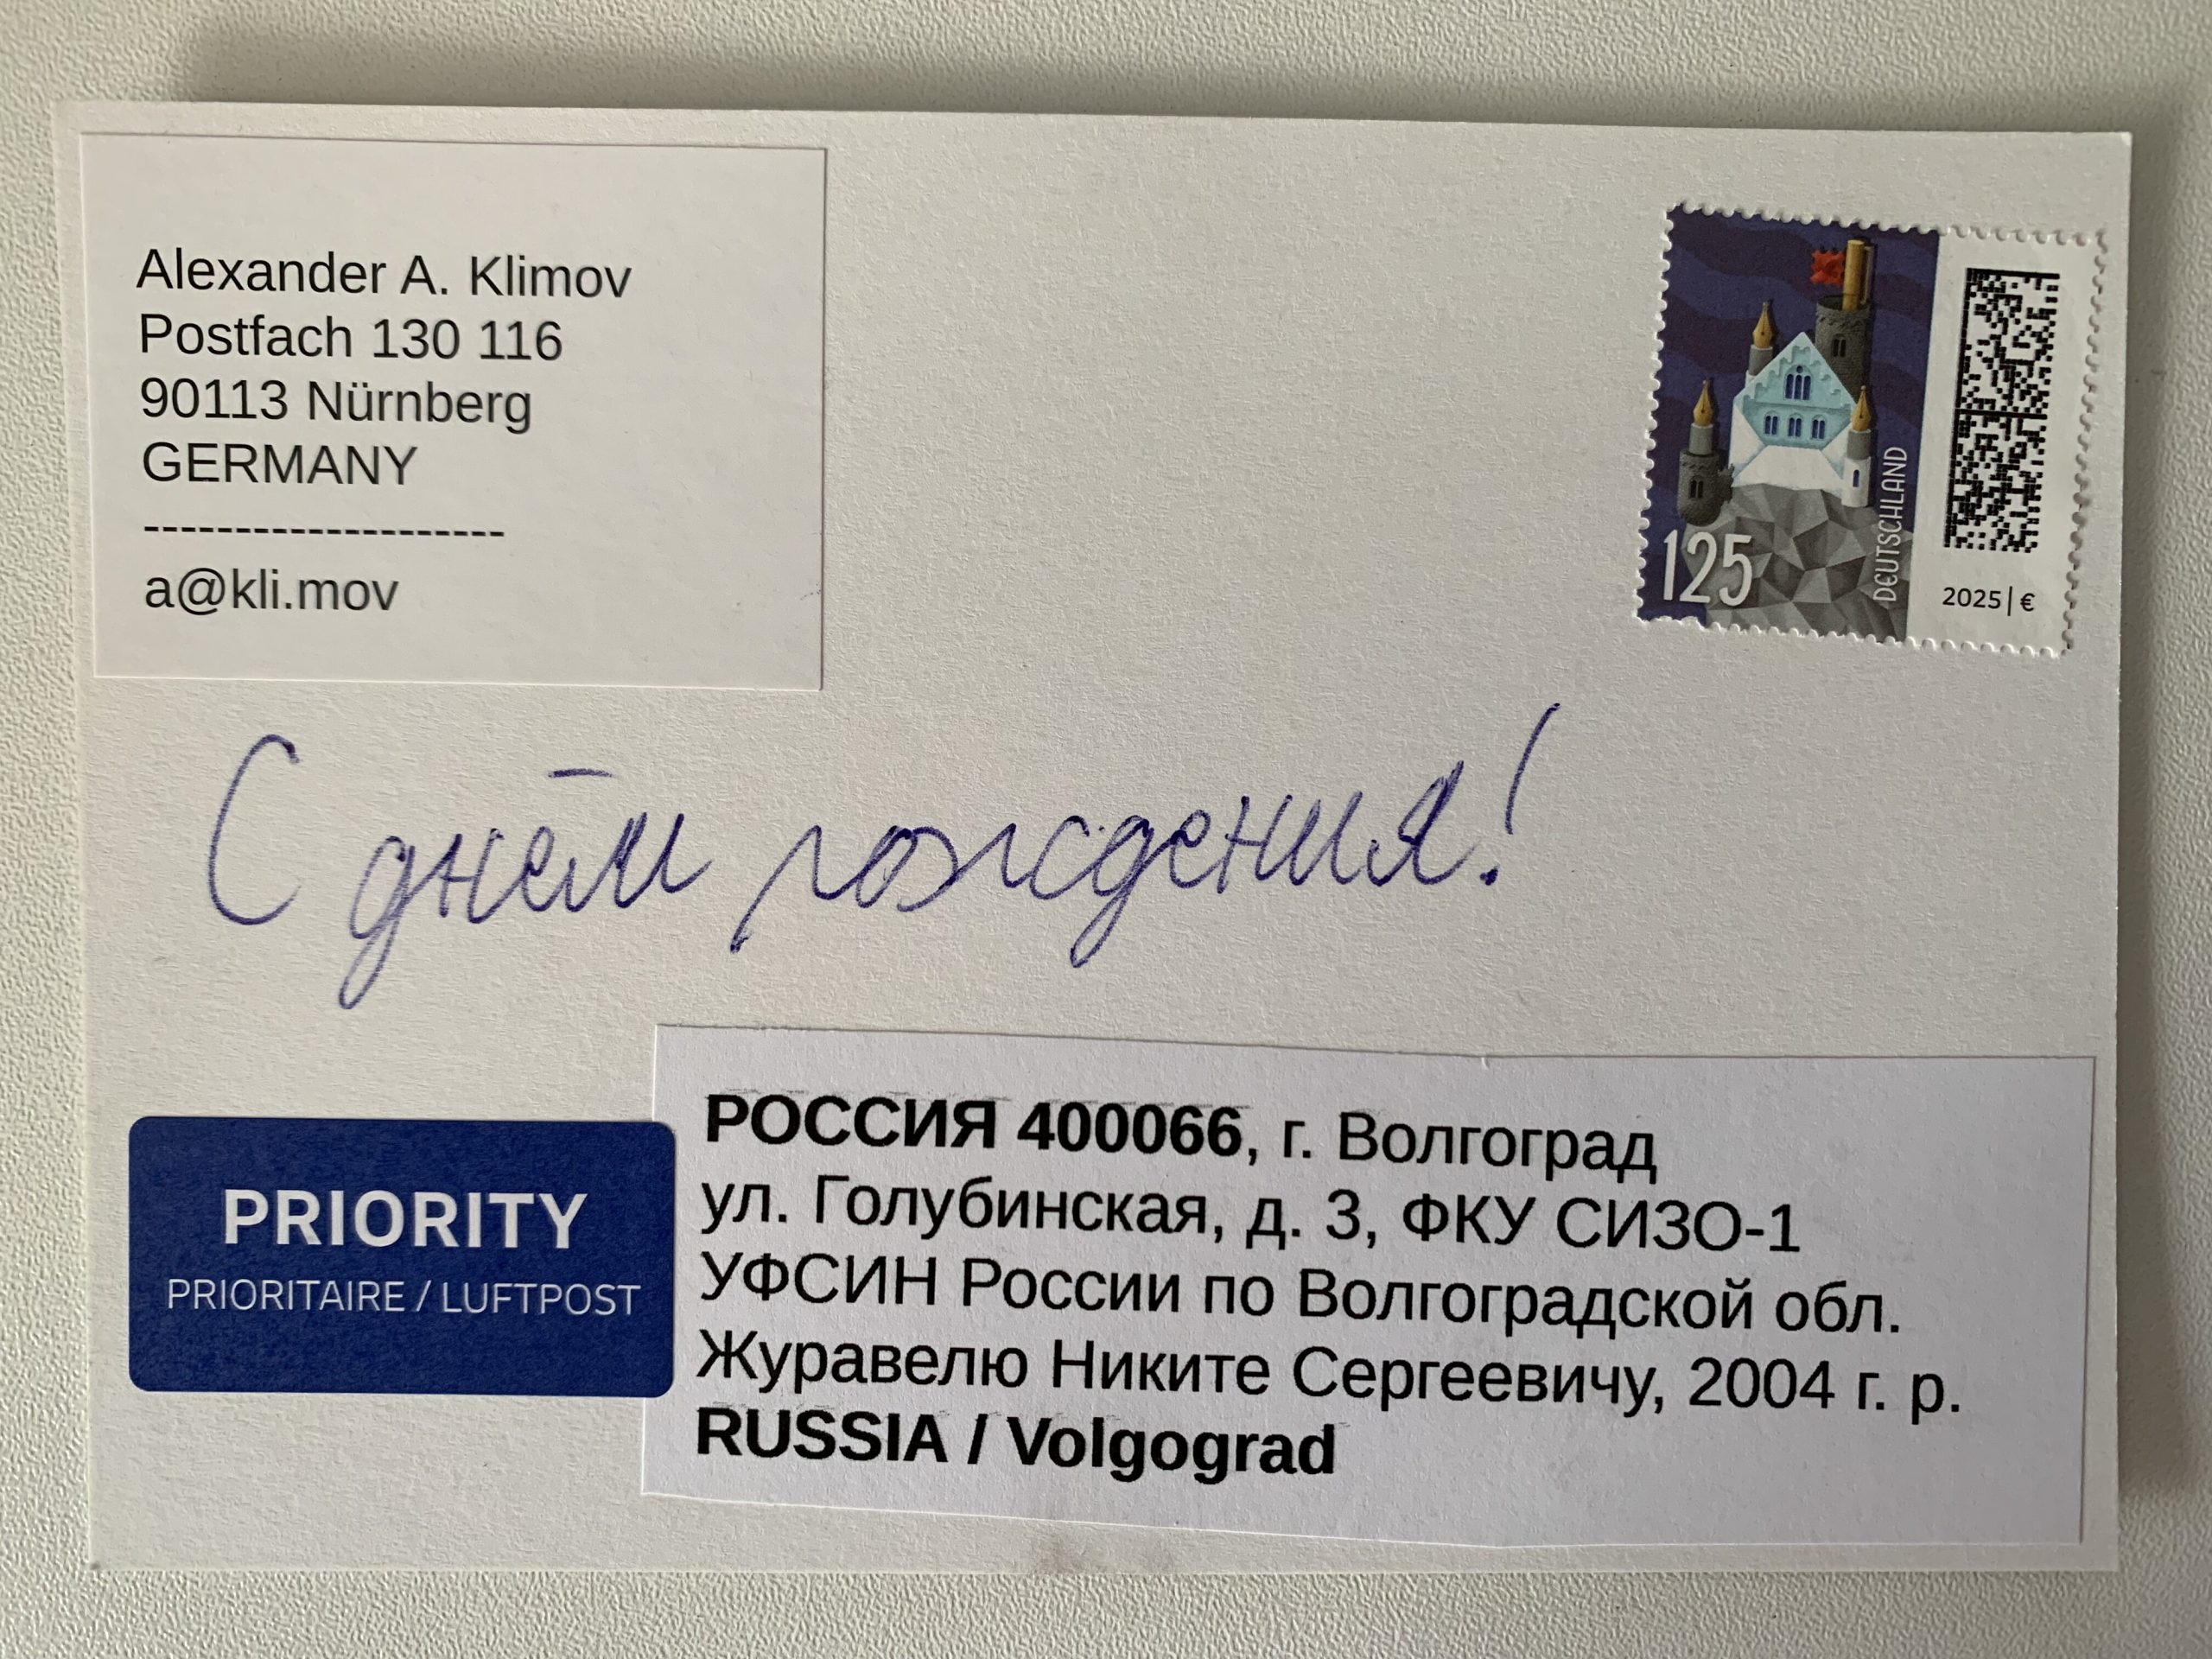 Alexander A. Klimov
Postfach 130 116
90113 Nürnberg
GERMANY
--------------------
a@kli.mov
125
DEUTSCHLAND
2025 | €
С днём рождения!
PRIORITY
PRIORITAIRE / LUFTPOST
РОССИЯ 400066, г. Волгоград
ул. Голубинская, д. 3, ФКУ СИЗО-1
УФСИН России по Волгоградской обл.
Журавелю Никите Сергеевичу, 2004 г. р.
RUSSIA / Volgograd